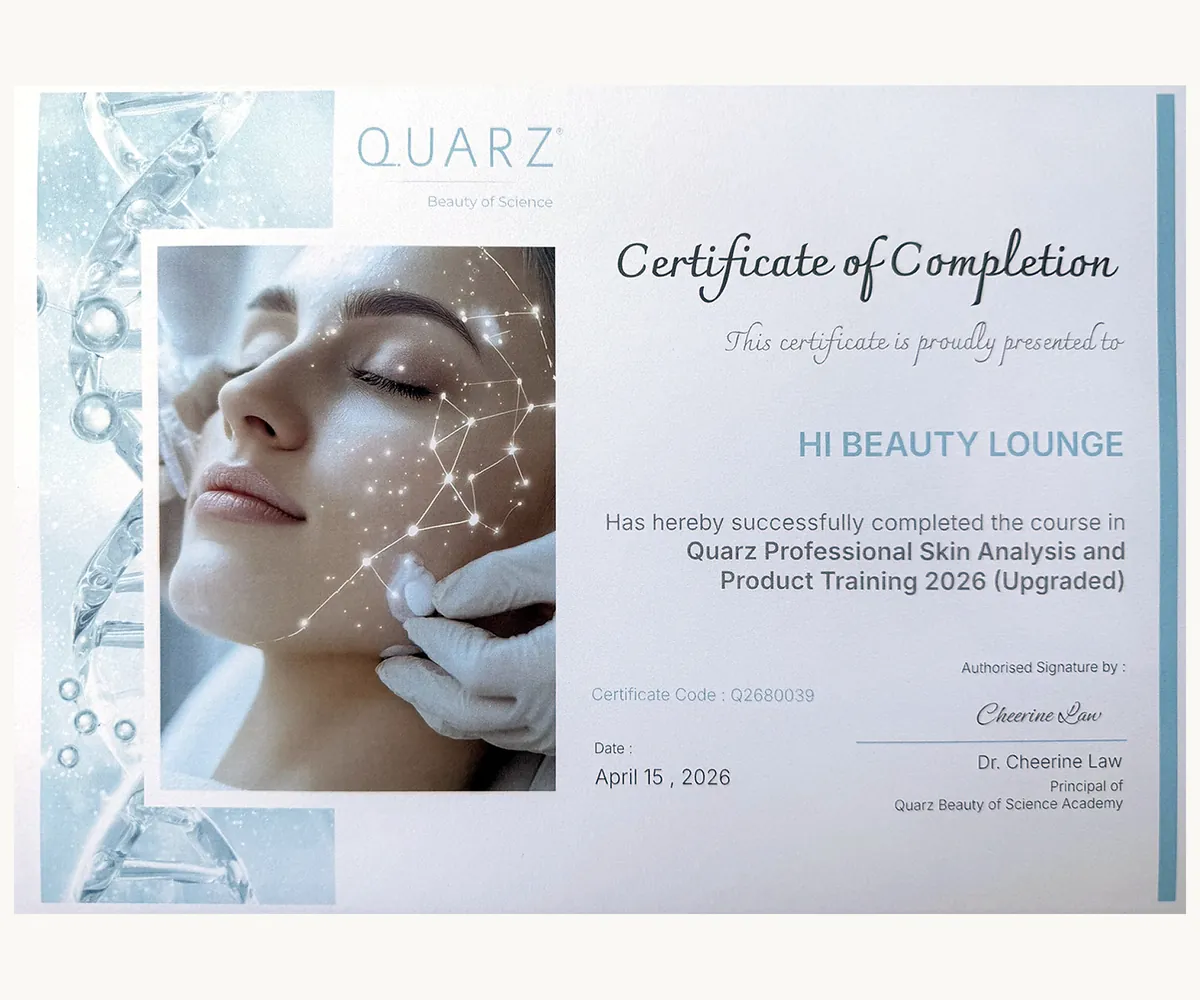 QUARZ®
Beauty of Science
Certificate of Completion
This certificate is proudly presented to
HI BEAUTY LOUNGE
Has hereby successfully completed the course in
Quarz Professional Skin Analysis and
Product Training 2026 (Upgraded)
Authorised Signature by :
Certificate Code : Q2680039
Cheerine Law
Date :
April 15 , 2026
Dr. Cheerine Law
Principal of
Quarz Beauty of Science Academy